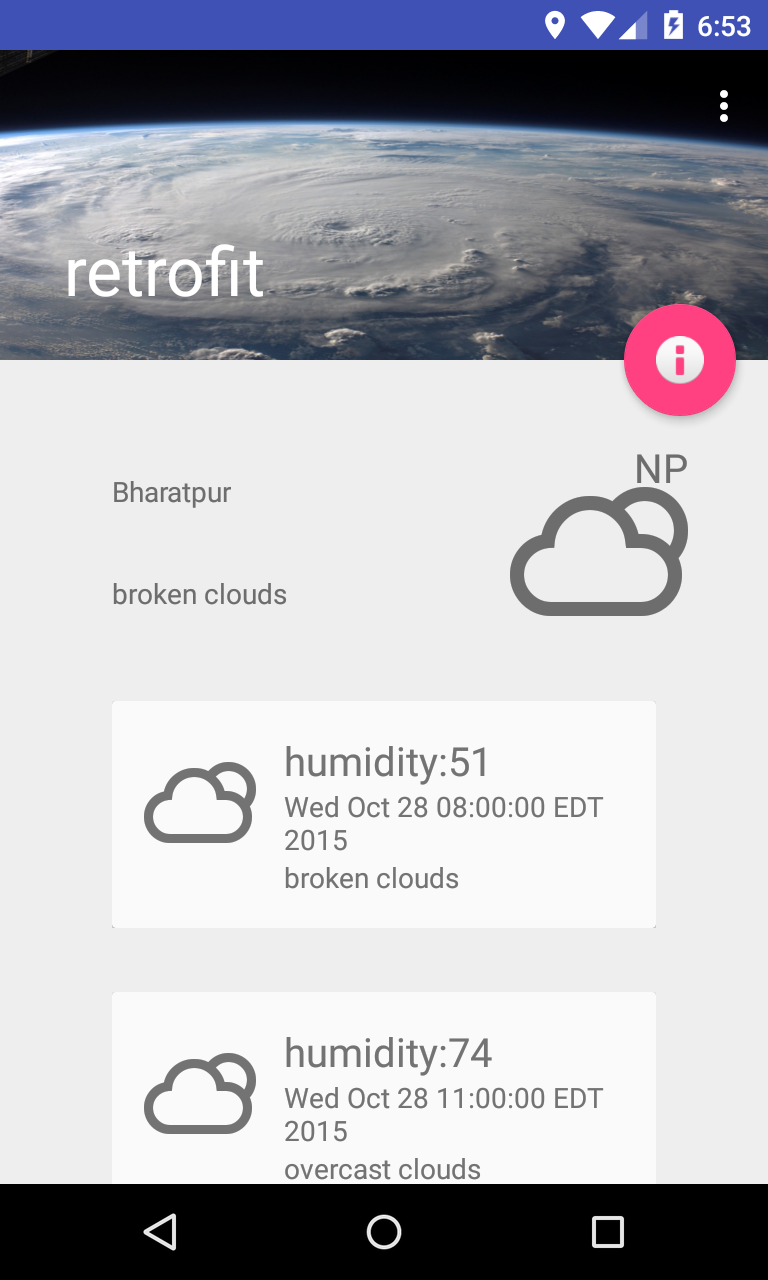 6:53
retrofit
NP
Bharatpur
broken clouds
humidity:51
Wed Oct 28 08:00:00 EDT
2015
broken clouds
humidity:74
Wed Oct 28 11:00:00 EDT
2015
overcast clouds